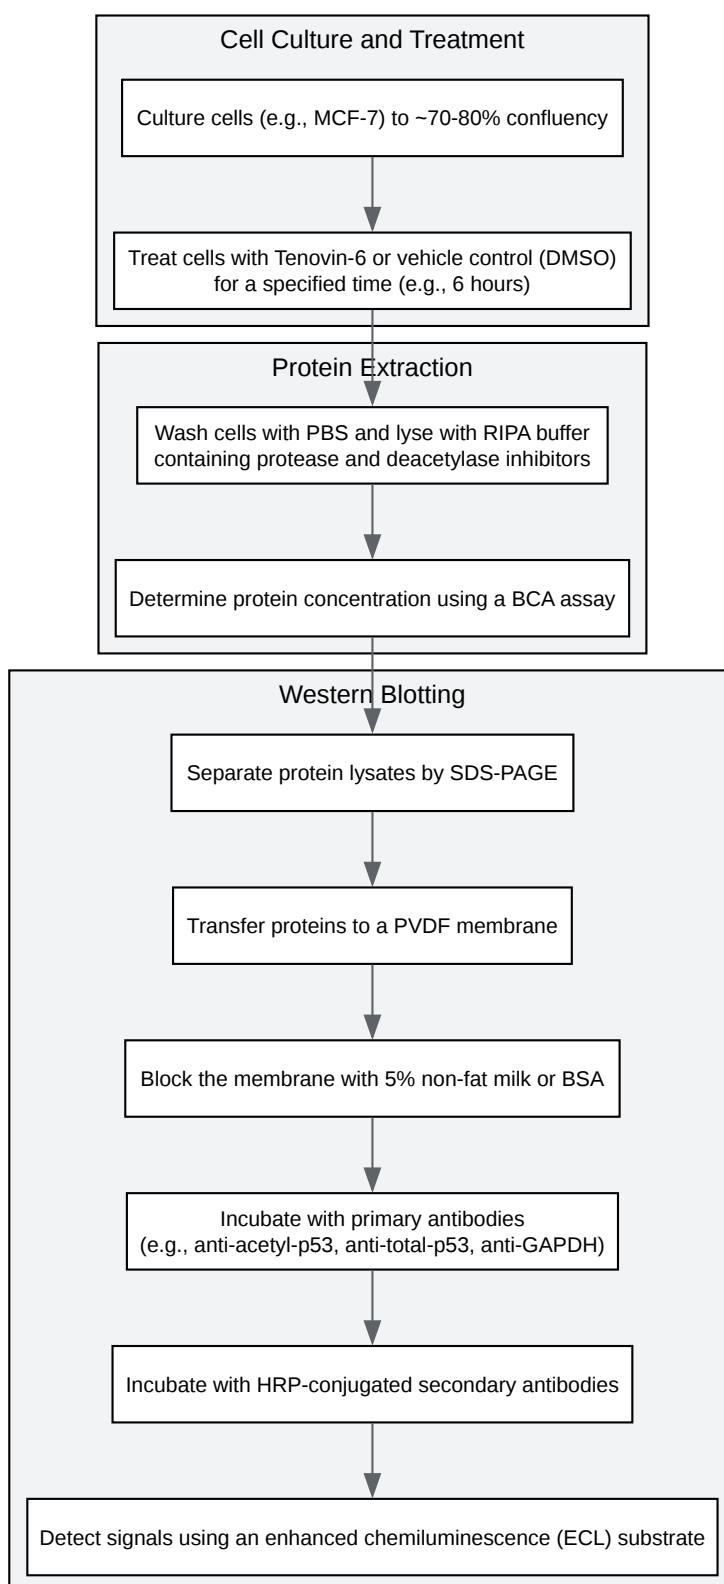 Cell Culture and Treatment
Culture cells (e.g., MCF-7) to ~70-80% confluency
Treat cells with Tenovin-6 or vehicle control (DMSO)
for a specified time (e.g., 6 hours)
Protein Extraction
Wash cells with PBS and lyse with RIPA buffer
containing protease and deacetylase inhibitors
Determine protein concentration using a BCA assay
Western Blotting
Separate protein lysates by SDS-PAGE
Transfer proteins to a PVDF membrane
Block the membrane with 5% non-fat milk or BSA
Incubate with primary antibodies
(e.g., anti-acetyl-p53, anti-total-p53, anti-GAPDH)
Incubate with HRP-conjugated secondary antibodies
Detect signals using an enhanced chemiluminescence (ECL) substrate